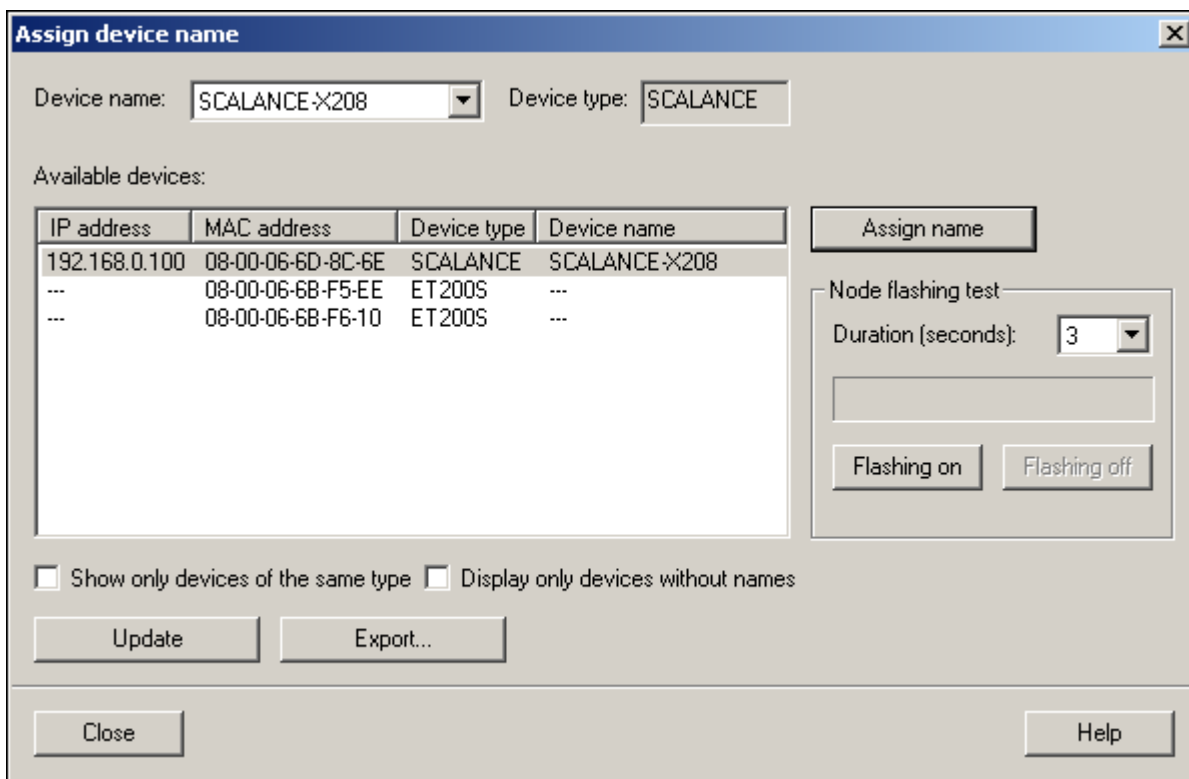 Assign device name
Device name: SCALANCE-X208 Device type: SCALANCE
Available devices:
IP address MAC address Device type Device name
192.168.0.100 08-00-06-6D-8C-6E SCALANCE SCALANCE-X208
--- 08-00-06-6B-F5-EE ET200S ---
--- 08-00-06-6B-F6-10 ET200S ---
Assign name
Node flashing test
Duration (seconds): 3
Flashing on Flashing off
Show only devices of the same type Display only devices without names
Update Export...
Close Help